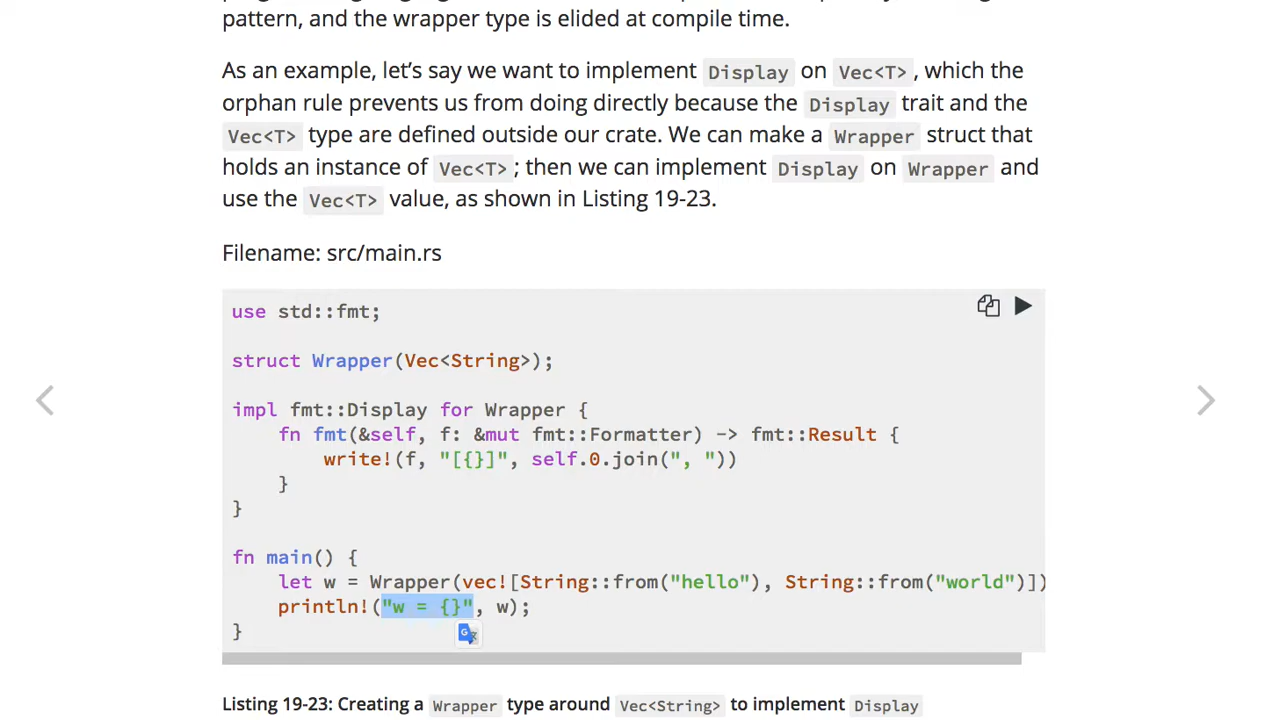 pattern, and the wrapper type is elided at compile time.
As an example, let’s say we want to implement Display on Vec<T>, which the
orphan rule prevents us from doing directly because the Display trait and the
Vec<T> type are defined outside our crate. We can make a Wrapper struct that
holds an instance of Vec<T>; then we can implement Display on Wrapper and
use the Vec<T> value, as shown in Listing 19-23.
Filename: src/main.rs
use std::fmt;
struct Wrapper(Vec<String>);
impl fmt::Display for Wrapper {
    fn fmt(&self, f: &mut fmt::Formatter) -> fmt::Result {
        write!(f, "[{}]", self.0.join(", "))
    }
}
fn main() {
    let w = Wrapper(vec![String::from("hello"), String::from("world")])
    println!("w = {}", w);
}
Listing 19-23: Creating a Wrapper type around Vec<String> to implement Display